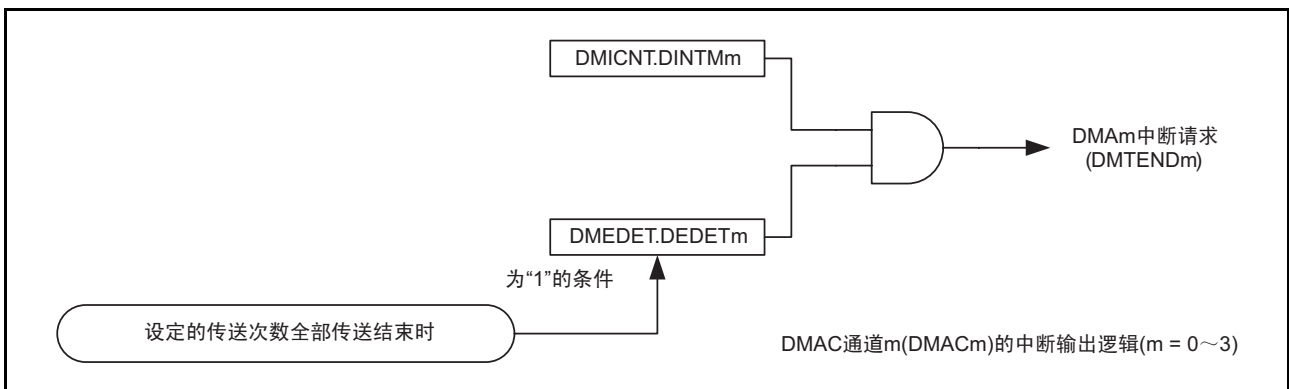 DMICNT.DINTMm
DMAm中断请求
(DMTENDm)
DMEDET.DEDETm
为“1”的条件
设定的传送次数全部传送结束时
DMAC通道m(DMACm)的中断输出逻辑(m = 0～3)